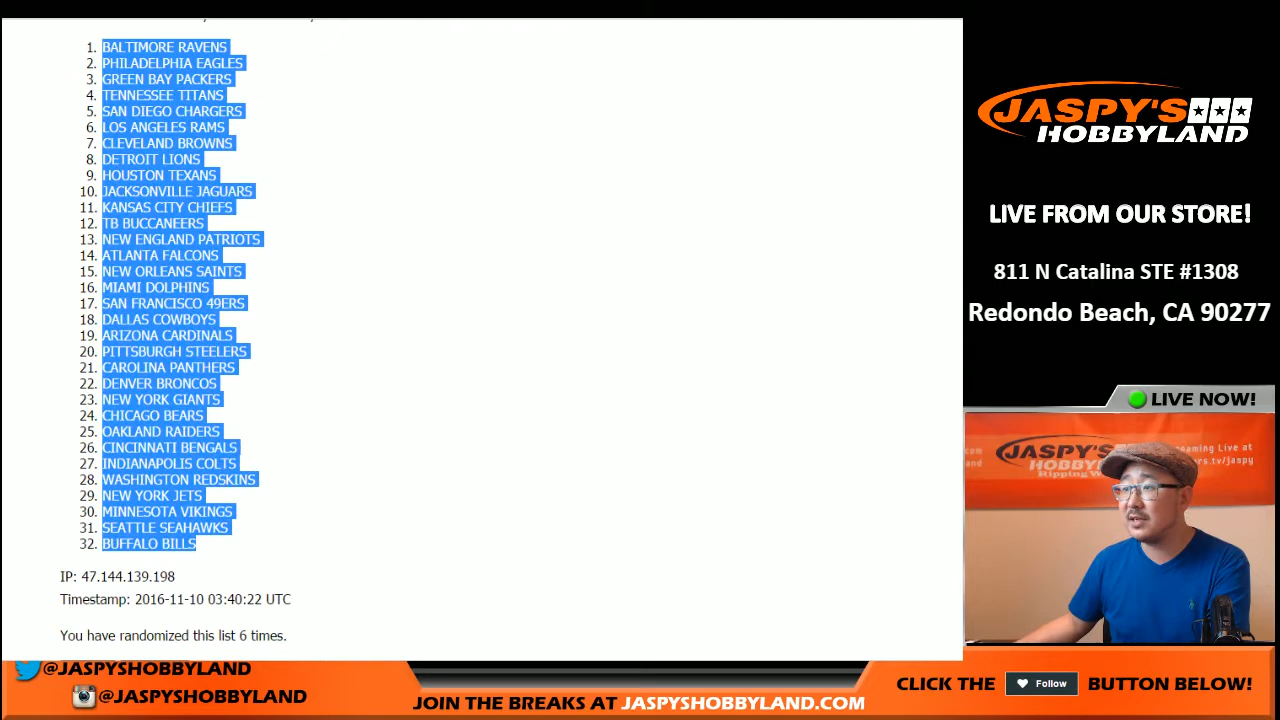 1. BALTIMORE RAVENS
2. PHILADELPHIA EAGLES
3. GREEN BAY PACKERS
4. TENNESSEE TITANS
5. SAN DIEGO CHARGERS
6. LOS ANGELES RAMS
7. CLEVELAND BROWNS
8. DETROIT LIONS
9. HOUSTON TEXANS
10. JACKSONVILLE JAGUARS
11. KANSAS CITY CHIEFS
12. TB BUCCANEERS
13. NEW ENGLAND PATRIOTS
14. ATLANTA FALCONS
15. NEW ORLEANS SAINTS
16. MIAMI DOLPHINS
17. SAN FRANCISCO 49ERS
18. DALLAS COWBOYS
19. ARIZONA CARDINALS
20. PITTSBURGH STEELERS
21. CAROLINA PANTHERS
22. DENVER BRONCOS
23. NEW YORK GIANTS
24. CHICAGO BEARS
25. OAKLAND RAIDERS
26. CINCINNATI BENGALS
27. INDIANAPOLIS COLTS
28. WASHINGTON REDSKINS
29. NEW YORK JETS
30. MINNESOTA VIKINGS
31. SEATTLE SEAHAWKS
32. BUFFALO BILLS
IP: 47.144.139.198
Timestamp: 2016-11-10 03:40:22 UTC
You have randomized this list 6 times.
JASPY'S
HOBBYLAND
LIVE FROM OUR STORE!
811 N Catalina STE #1308
Redondo Beach, CA 90277
LIVE NOW!
JASPY'S
HOBBYLAND
Ripping
@JASPYSHOBBYLAND
@JASPYSHOBBYLAND
JOIN THE BREAKS AT JASPYSHOBBYLAND.COM
CLICK THE Follow BUTTON BELOW!